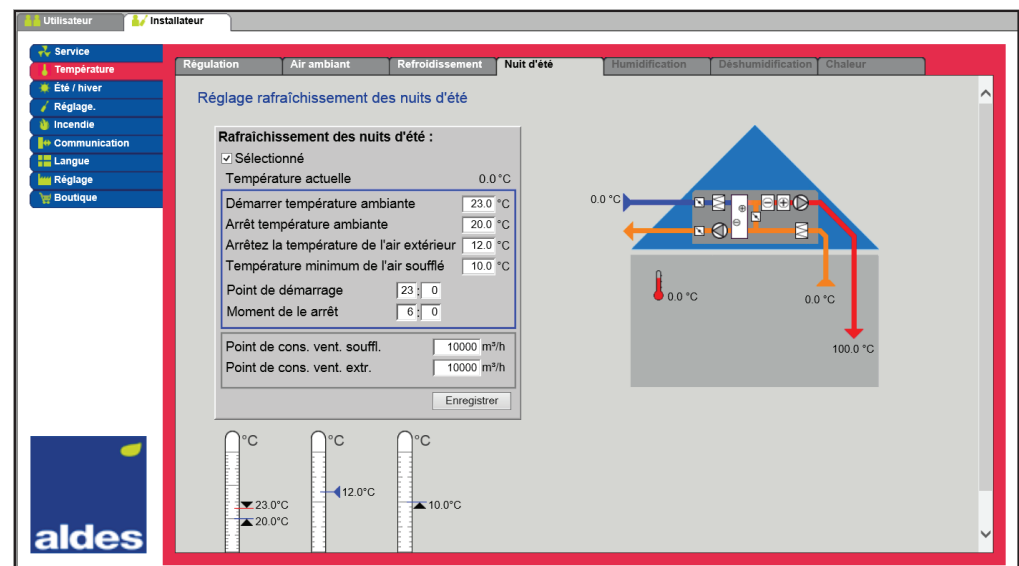 Utilisateur Installateur
Service
Température
Été / hiver
Réglage.
Incendie
Communication
Langue
Réglage
Boutique
Régulation Air ambiant Refroidissement Nuit d'été Humidification Déshumidification Chaleur
Réglage rafraîchissement des nuits d'été
Rafraîchissement des nuits d'été :
Sélectionné
Température actuelle 0.0 °C
Démarrer température ambiante 23.0 °C
Arrêt température ambiante 20.0 °C
Arrêtez la température de l'air extérieur 12.0 °C
Température minimum de l'air soufflé 10.0 °C
Point de démarrage 23 : 0
Moment de le arrêt 6 : 0
Point de cons. vent. souffl. 10000 m³/h
Point de cons. vent. extr. 10000 m³/h
Enregistrer
0.0 °C
0.0 °C
0.0 °C
100.0 °C
°C °C °C
12.0°C
23.0°C 10.0°C
20.0°C
aldes